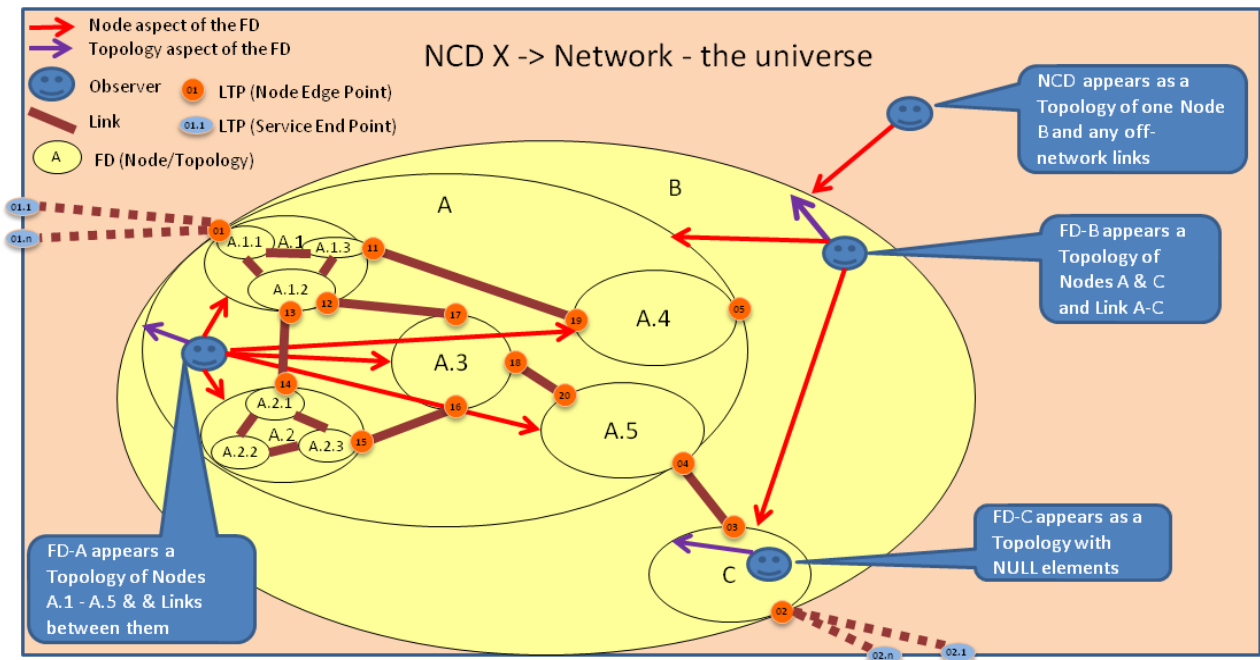 Node aspect of the FD
Topology aspect of the FD
Observer
01
LTP (Node Edge Point)
Link
01.1
LTP (Service End Point)
A
FD (Node/Topology)
NCD X -> Network - the universe
NCD appears as a
Topology of one Node
B and any off-
network links
B
A
01.1
01.n
01
A.1.1
A.1
A.1.3
11
A.1.2
13
12
17
19
A.4
05
FD-B appears a
Topology of
Nodes A & C
and Link A-C
A.3
18
20
14
16
A.2.1
A.2
A.2.2
A.2.3
15
A.5
04
03
C
02
02.n
02.1
FD-C appears as a
Topology with
NULL elements
FD-A appears a
Topology of Nodes
A.1 - A.5 & & Links
between them